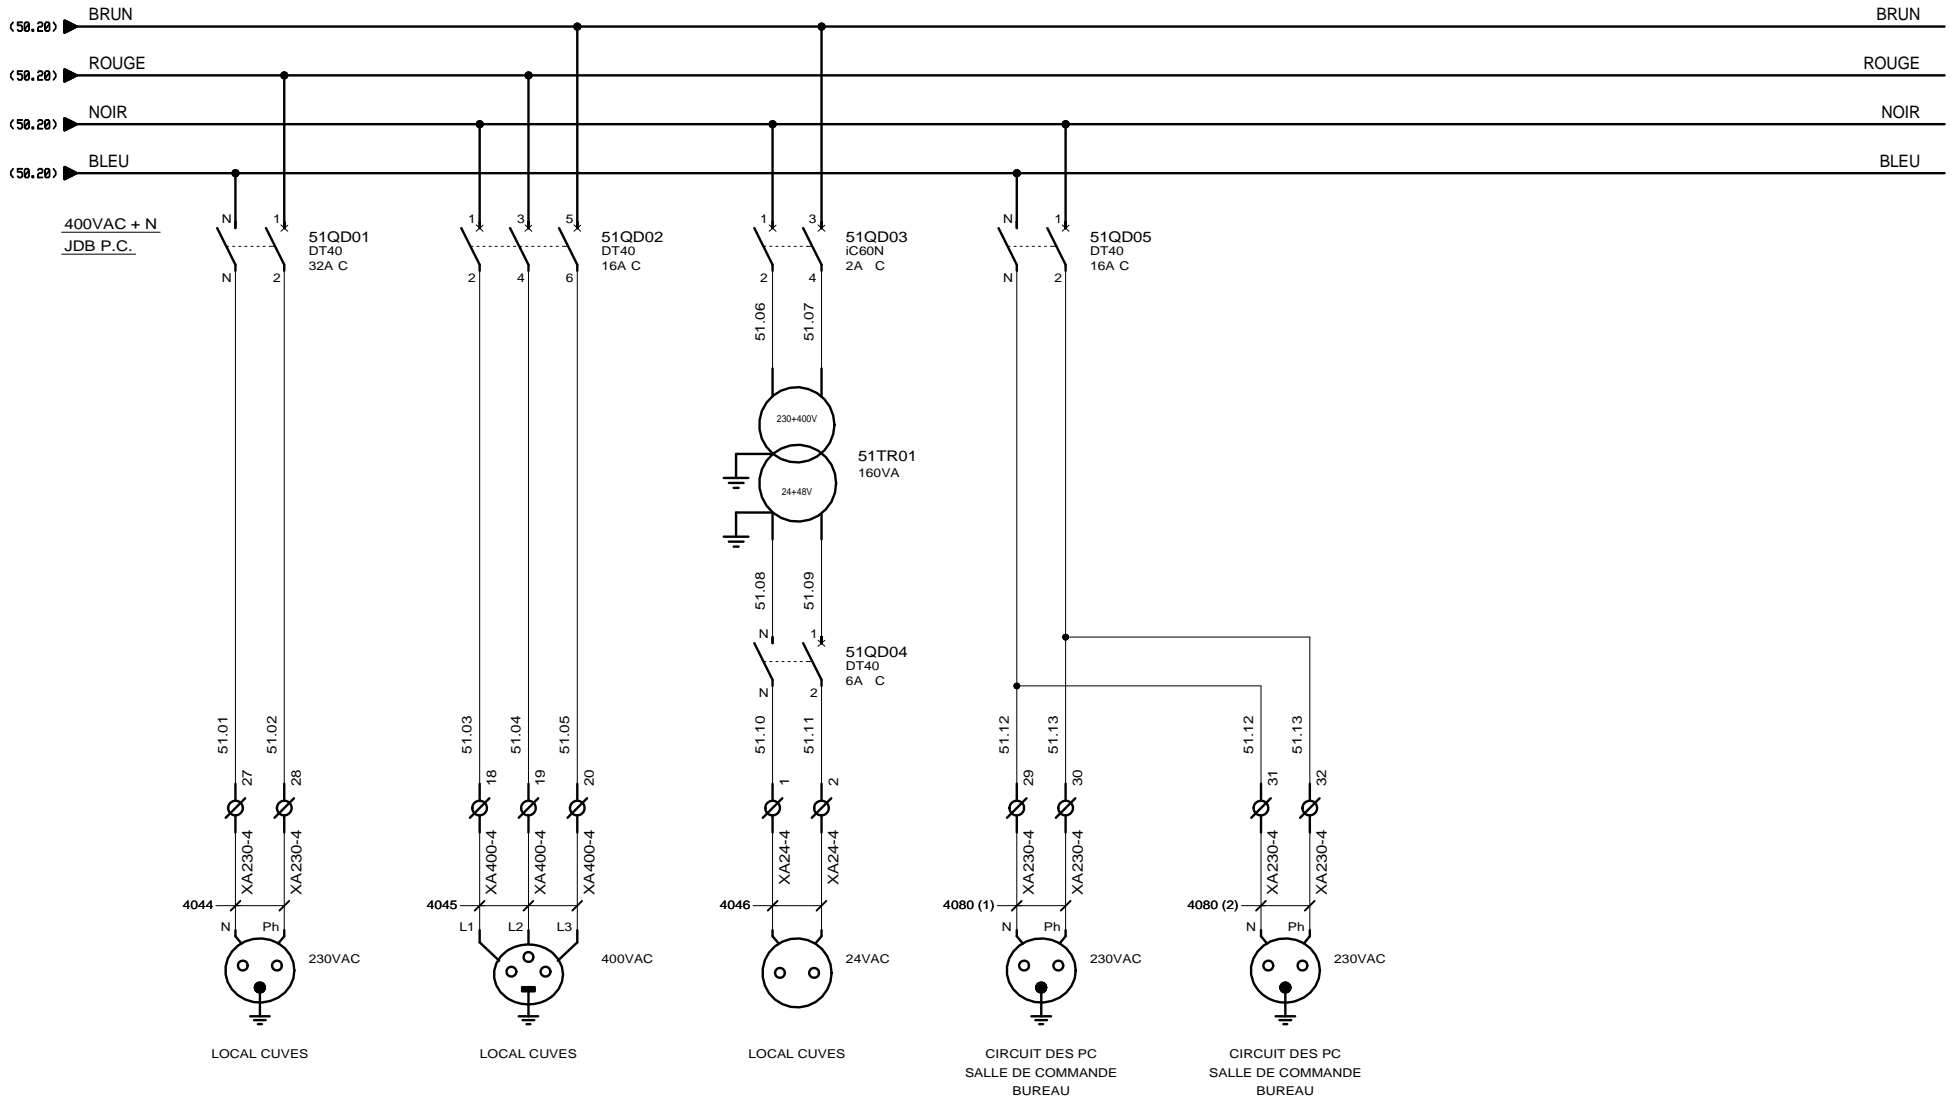 BRUN BRUN
(50.20)
ROUGE ROUGE
(50.20)
NOIR NOIR
(50.20)
BLEU BLEU
(50.20)
400VAC + N
JDB P.C.
N 1 1 3 5 1 3 N 1
51QD01 51QD02 51QD03 51QD05
DT40 DT40 iC60N DT40
32A C 16A C 2A C 16A C
N 2 2 4 6 2 4 N 2
51.06 51.07
230+400V
51TR01
160VA
24+48V
51.08 51.09
N 1
51QD04
DT40
6A C
N 2
51.01 51.02 51.03 51.04 51.05 51.10 51.11 51.12 51.13 51.12 51.13
27 28 18 19 20 1 2 29 30 31 32
XA230-4 XA230-4 XA400-4 XA400-4 XA400-4 XA24-4 XA24-4 XA230-4 XA230-4 XA230-4 XA230-4
4044 4045 4046 4080 (1) 4080 (2)
N Ph L1 L2 L3 N Ph N Ph
230VAC 400VAC 24VAC 230VAC 230VAC
LOCAL CUVES LOCAL CUVES LOCAL CUVES CIRCUIT DES PC CIRCUIT DES PC
SALLE DE COMMANDE SALLE DE COMMANDE
BUREAU BUREAU